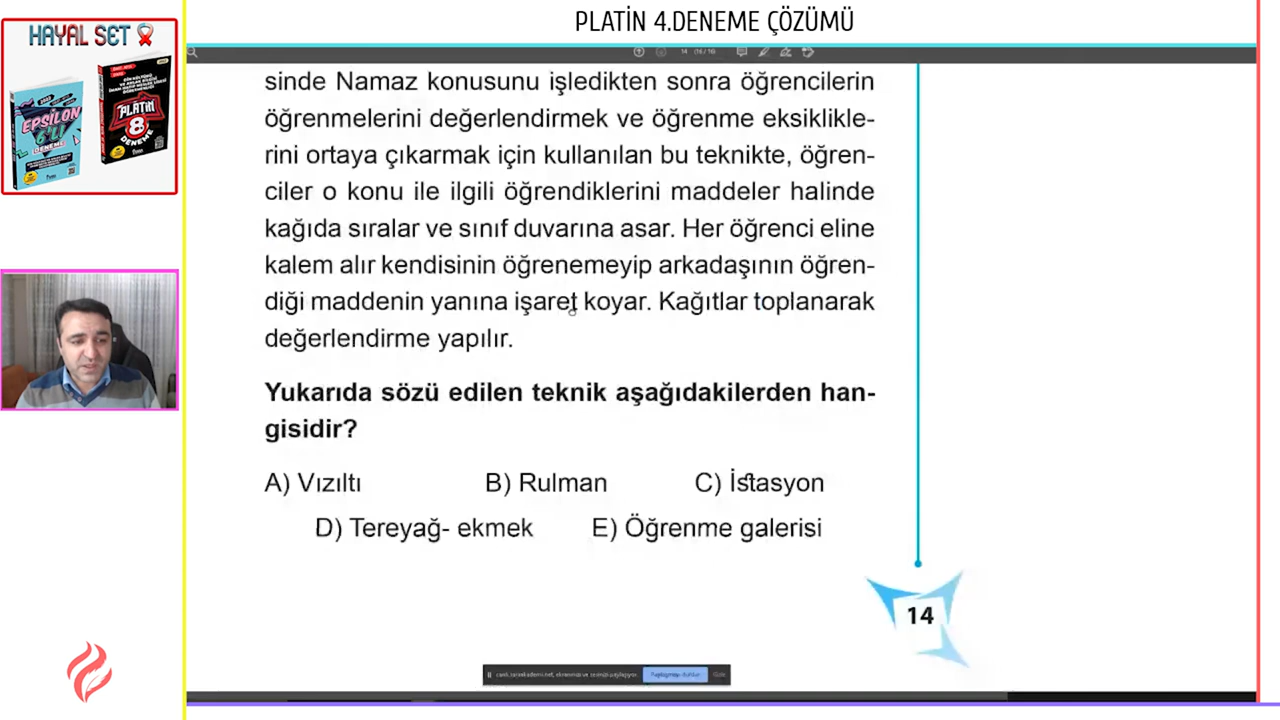 PLATİN 4.DENEME ÇÖZÜMÜ
HAYAL SET
EPSİLON
6'LI
DENEME
PLATİN
8
DENEME
14
sinde Namaz konusunu işledikten sonra öğrencilerin
öğrenmelerini değerlendirmek ve öğrenme eksiklikle-
rini ortaya çıkarmak için kullanılan bu teknikte, öğren-
ciler o konu ile ilgili öğrendiklerini maddeler halinde
kağıda sıralar ve sınıf duvarına asar. Her öğrenci eline
kalem alır kendisinin öğrenemeyip arkadaşının öğren-
diği maddenin yanına işaret koyar. Kağıtlar toplanarak
değerlendirme yapılır.
Yukarıda sözü edilen teknik aşağıdakilerden han-
gisidir?
A) Vızıltı B) Rulman C) İstasyon
D) Tereyağ- ekmek E) Öğrenme galerisi
14